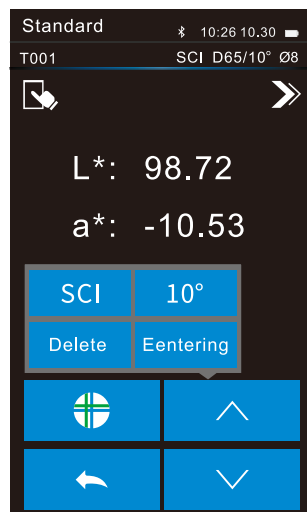 Standard 10:26 10.30
T001 SCI D65/10° Ø8
L*: 98.72
a*: -10.53
SCI 10°
Delete Eentering